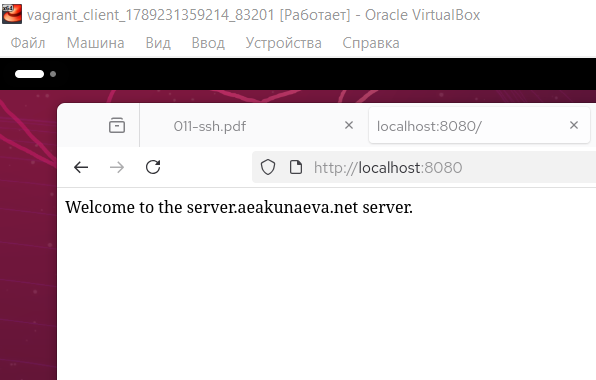 vagrant_client_1789231359214_83201 [Работает] - Oracle VirtualBox
Файл Машина Вид Ввод Устройства Справка
011-ssh.pdf localhost:8080/
http://localhost:8080
Welcome to the server.aeakunaeva.net server.